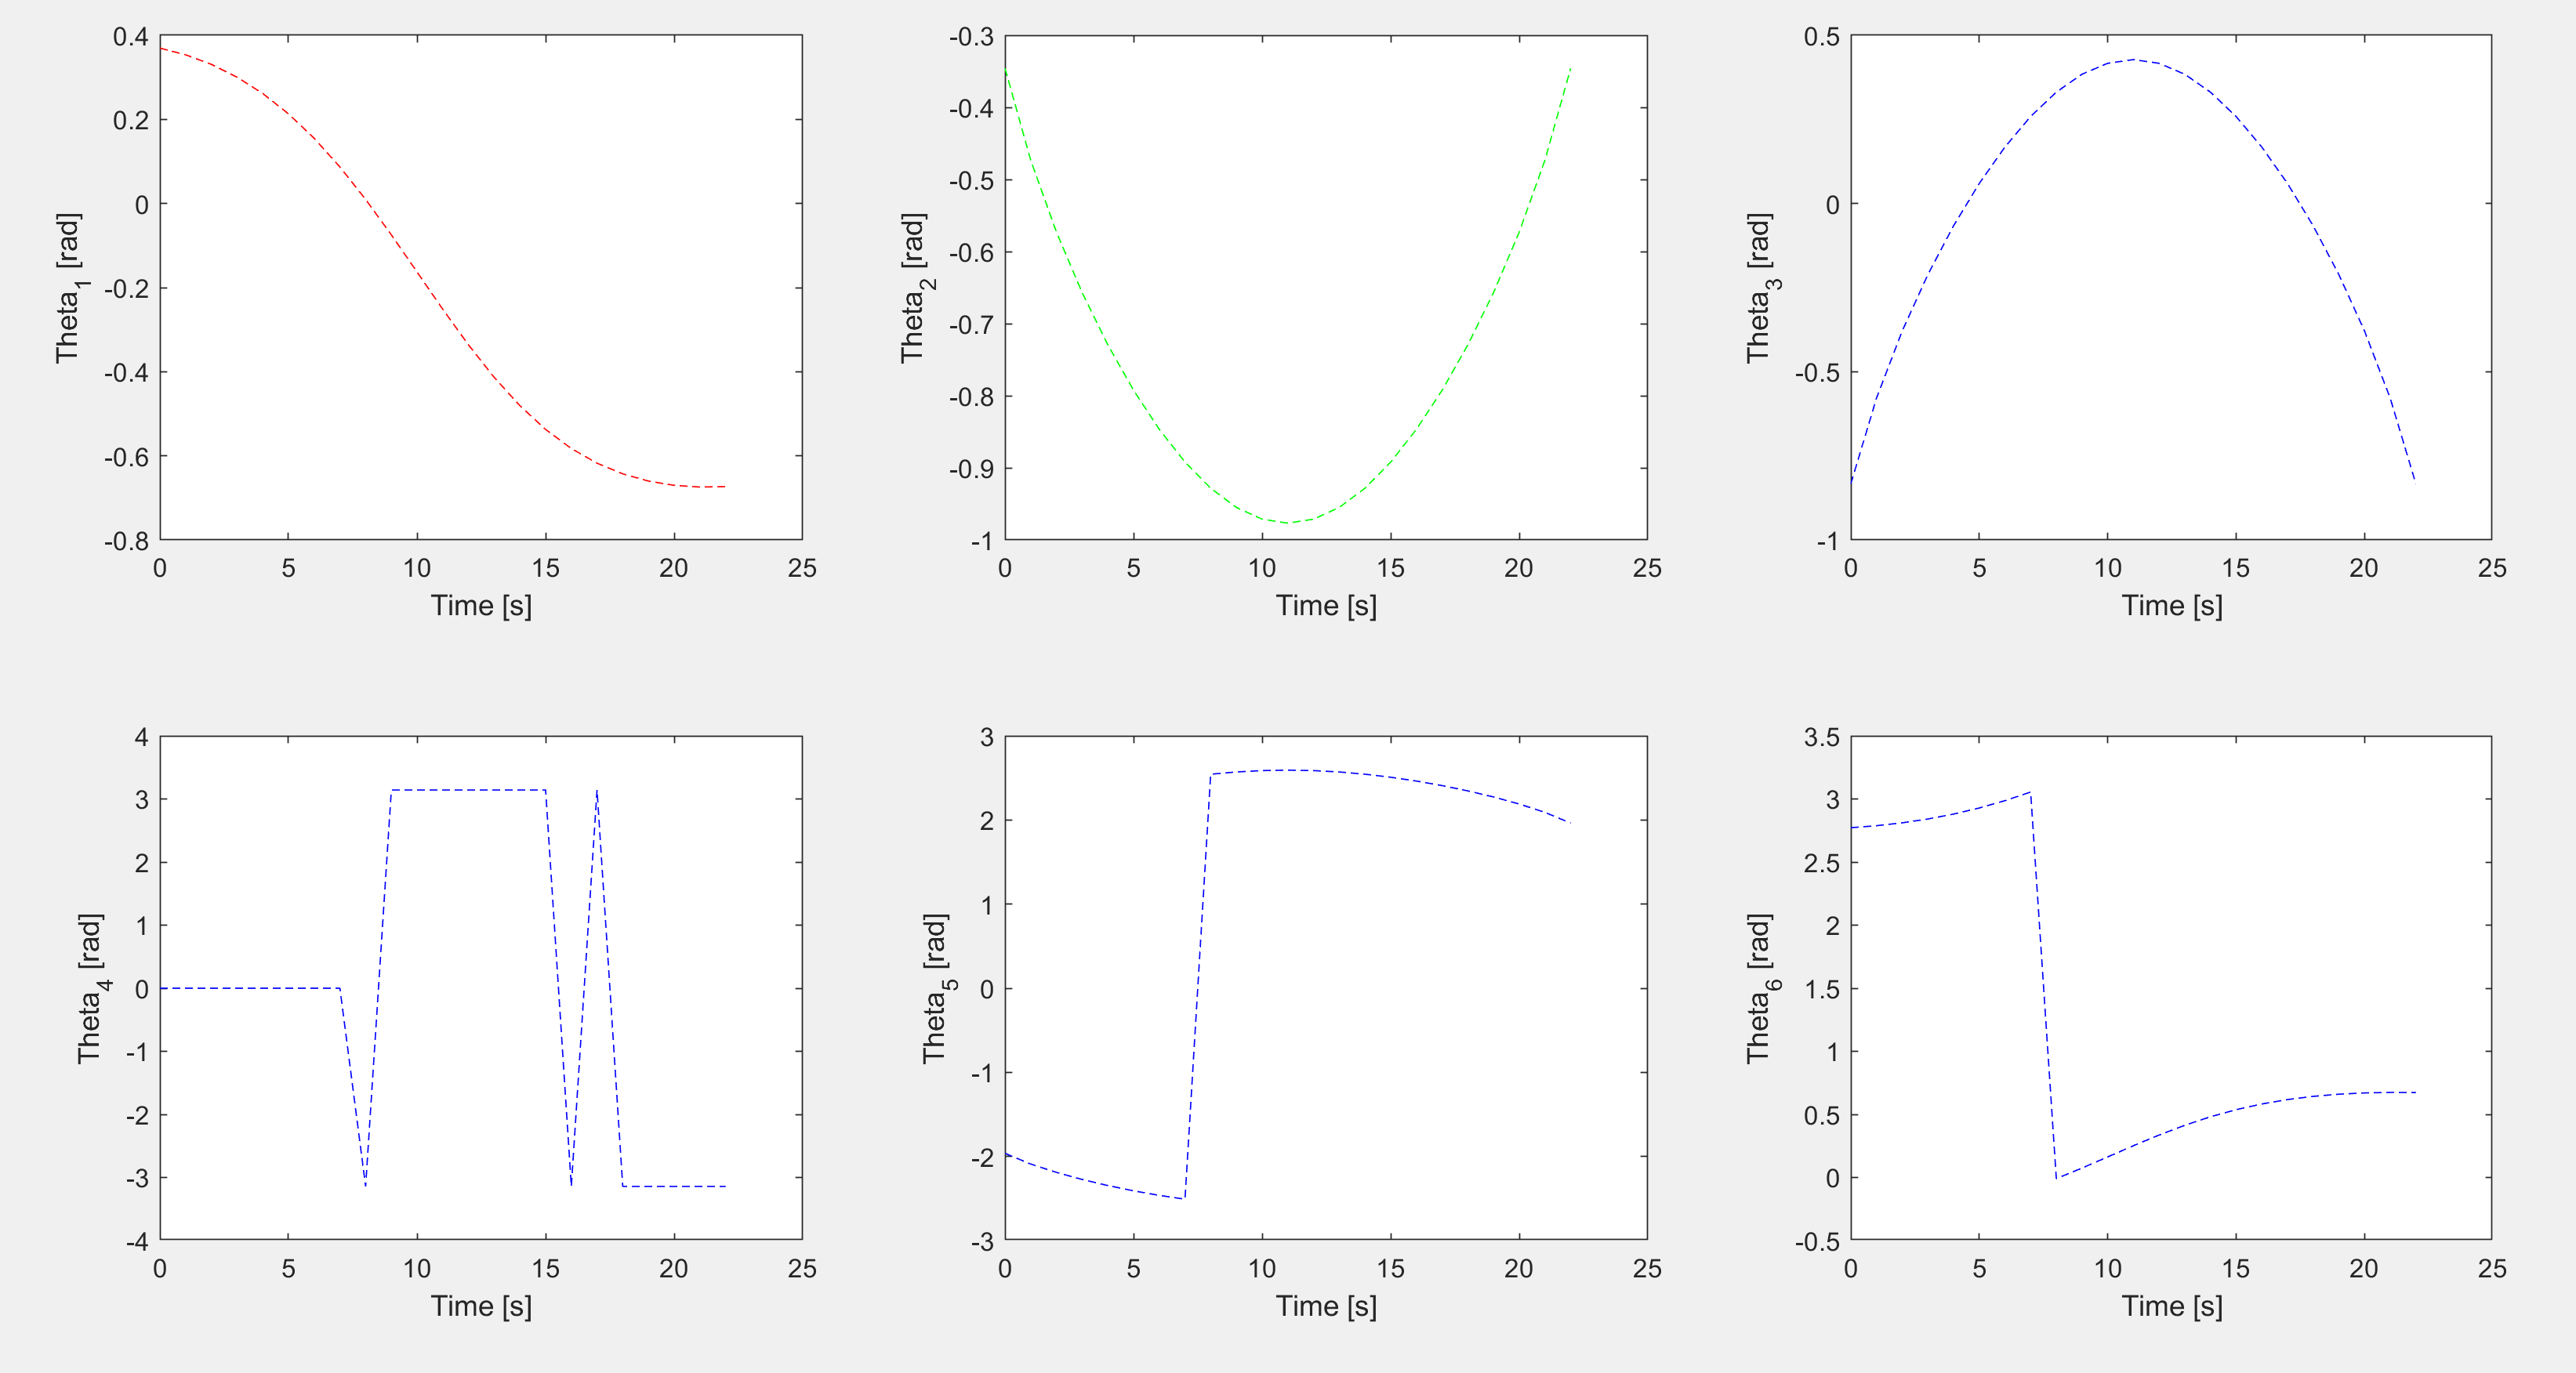 0.4
0.2
0
-0.2
-0.4
-0.6
-0.8
0 5 10 15 20 25
Time [s]
Theta1 [rad]
-0.3
-0.4
-0.5
-0.6
-0.7
-0.8
-0.9
-1
0 5 10 15 20 25
Time [s]
Theta2 [rad]
0.5
0
-0.5
-1
0 5 10 15 20 25
Time [s]
Theta3 [rad]
4
3
2
1
0
-1
-2
-3
-4
0 5 10 15 20 25
Time [s]
Theta4 [rad]
3
2
1
0
-1
-2
-3
0 5 10 15 20 25
Time [s]
Theta5 [rad]
3.5
3
2.5
2
1.5
1
0.5
0
-0.5
0 5 10 15 20 25
Time [s]
Theta6 [rad]